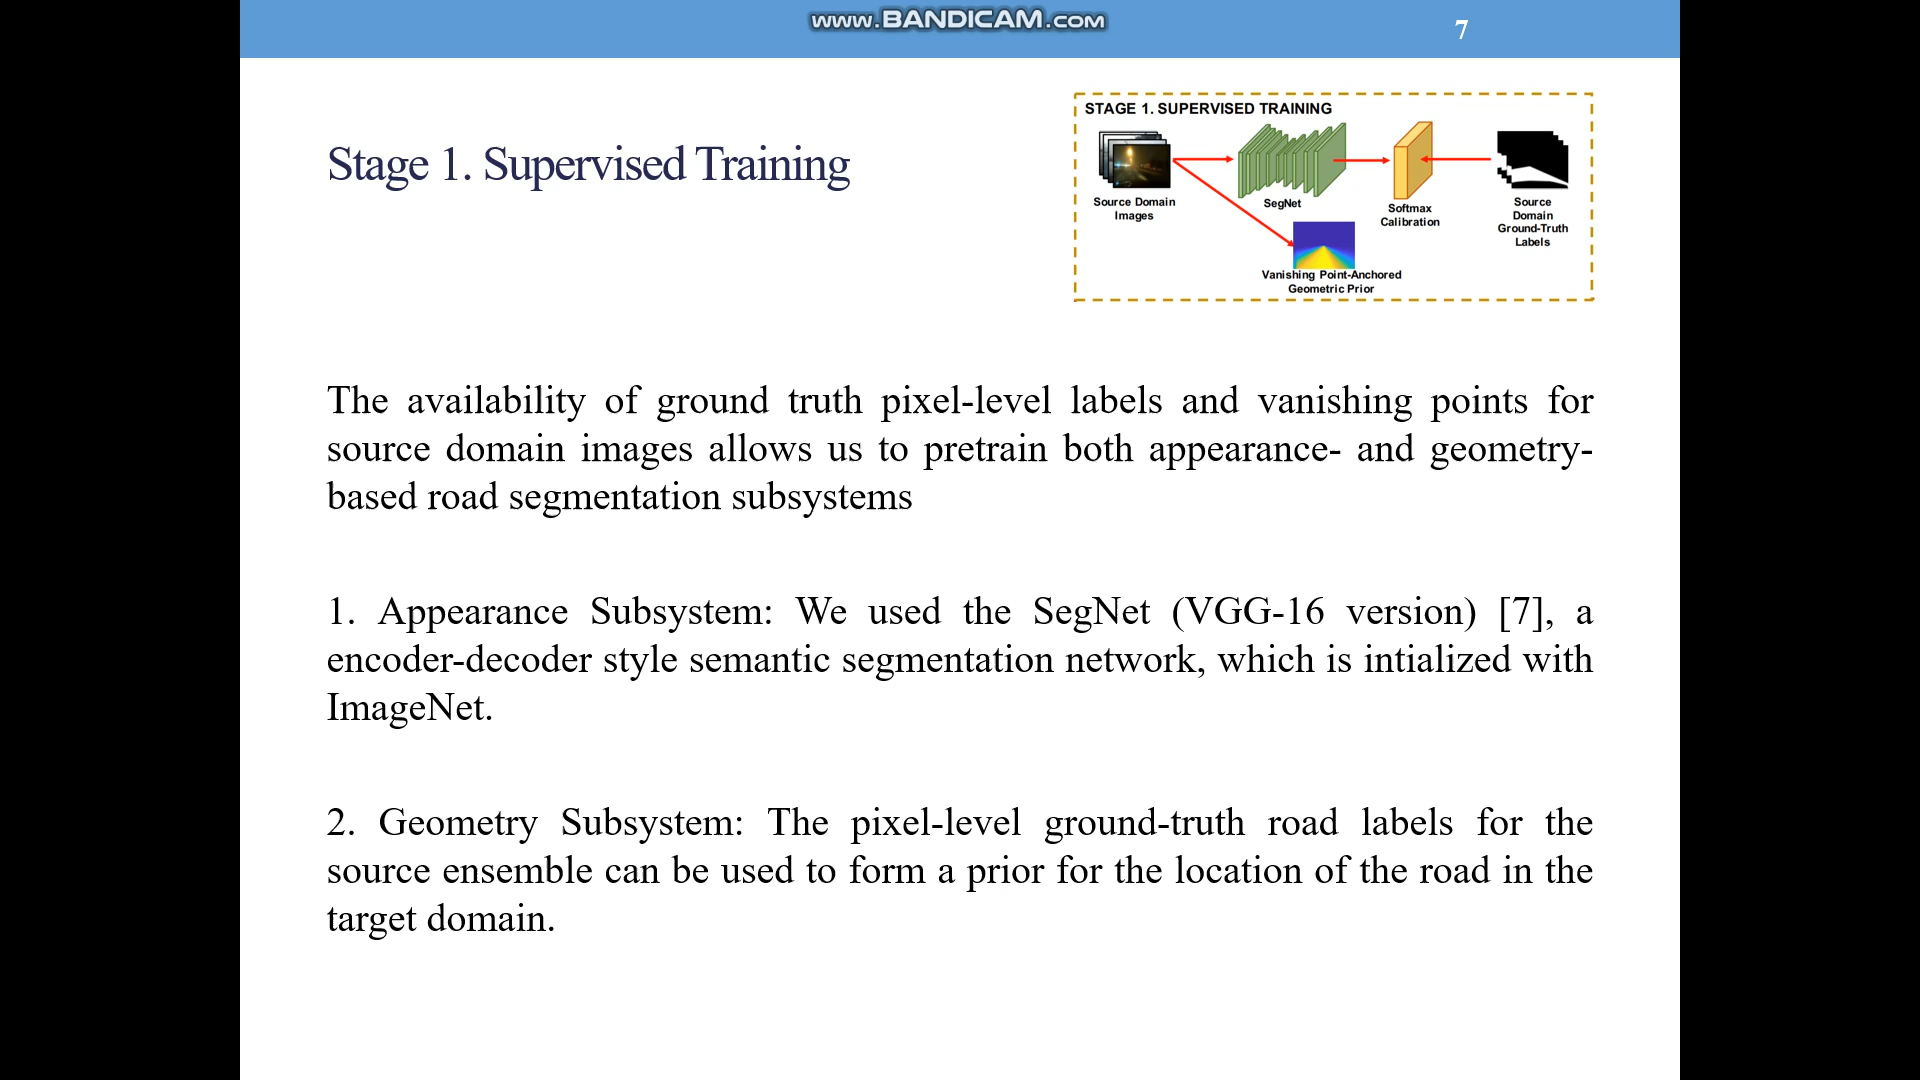 www.BANDICAM.com
7
Stage 1. Supervised Training
STAGE 1. SUPERVISED TRAINING
Source Domain
Images
SegNet
Softmax
Calibration
Source
Domain
Ground-Truth
Labels
Vanishing Point-Anchored
Geometric Prior
The availability of ground truth pixel-level labels and vanishing points for
source domain images allows us to pretrain both appearance- and geometry-
based road segmentation subsystems
1. Appearance Subsystem: We used the SegNet (VGG-16 version) [7], a
encoder-decoder style semantic segmentation network, which is intialized with
ImageNet.
2. Geometry Subsystem: The pixel-level ground-truth road labels for the
source ensemble can be used to form a prior for the location of the road in the
target domain.